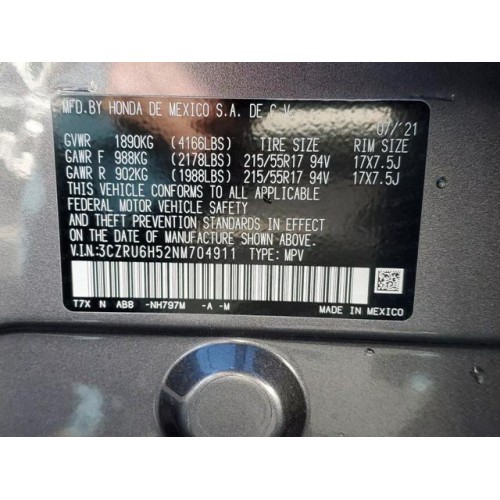 MFD.BY HONDA DE MEXICO S.A. DE C.V.
07/'21
GVWR 1890KG (4166LBS) TIRE SIZE RIM SIZE
GAWR F 988KG (2178LBS) 215/55R17 94V 17X7.5J
GAWR R 902KG (1988LBS) 215/55R17 94V 17X7.5J
THIS VEHICLE CONFORMS TO ALL APPLICABLE
FEDERAL MOTOR VEHICLE SAFETY
AND THEFT PREVENTION STANDARDS IN EFFECT
ON THE DATE OF MANUFACTURE SHOWN ABOVE.
V.I.N:3CZRU6H52NM704911 TYPE: MPV
T7X N AB8 -NH797M -A -M MADE IN MEXICO